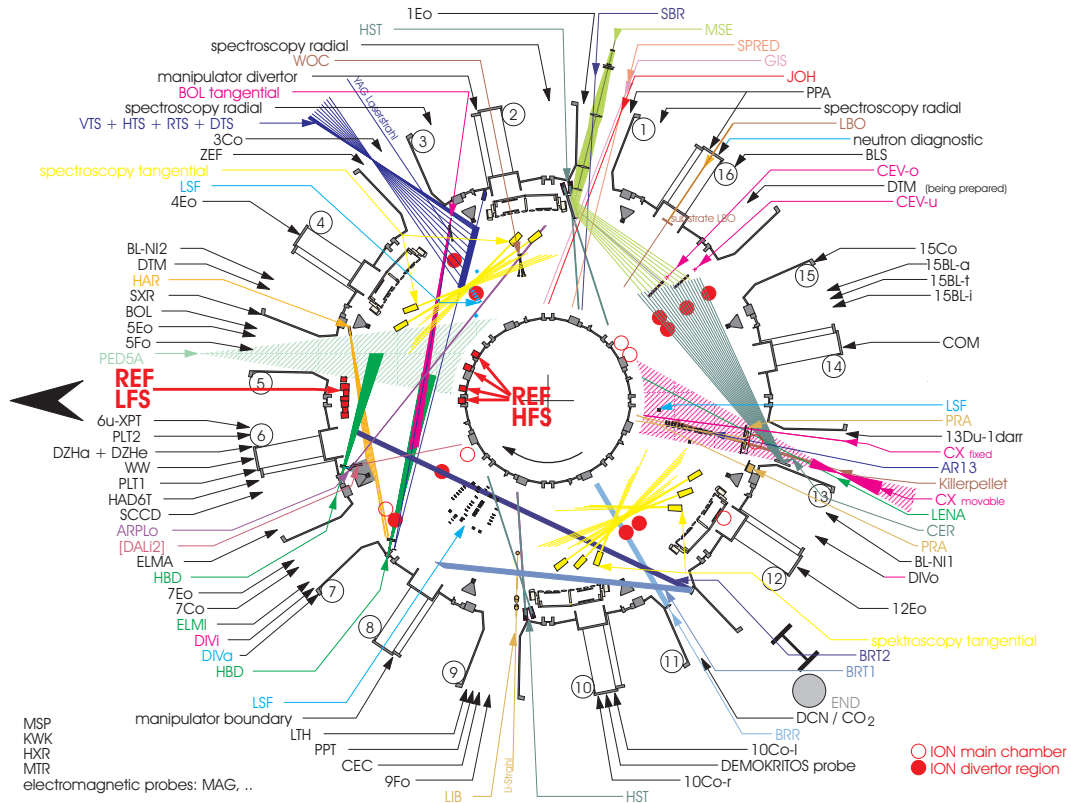 1Eo
SBR
HST
MSE
spectroscopy radial
SPRED
WOC
GIS
manipulator divertor
JOH
BOL tangential
PPA
spectroscopy radial
spectroscopy radial
VTS + HTS + RTS + DTS
YAG Laserstrahl
LBO
3Co
neutron diagnostic
ZEF
BLS
spectroscopy tangential
CEV-o
LSF
DTM (being prepared)
4Eo
CEV-u
substrate LBO
1
2
3
4
5
6
7
8
9
10
11
12
13
14
15
16
BL-NI2
15Co
DTM
15BL-a
HAR
15BL-t
SXR
15BL-i
BOL
5Eo
5Fo
COM
PED5A
REF
LFS
REF
HFS
LSF
6u-XPT
PRA
PLT2
13Du-1darr
DZHa + DZHe
CX fixed
WW
AR13
PLT1
Killerpellet
HAD6T
CX movable
SCCD
LENA
ARPLo
CER
[DALi2]
PRA
ELMA
BL-NI1
HBD
DIVo
7Eo
7Co
12Eo
ELMI
DIVi
spektroscopy tangential
DIVa
BRT2
HBD
BRT1
LSF
END
manipulator boundary
DCN / CO2
LTH
BRR
PPT
10Co-l
CEC
DEMOKRITOS probe
9Fo
10Co-r
LIB
Li-Strahl
HST
MSP
KWK
HXR
MTR
electromagnetic probes: MAG, ..
ION main chamber
ION divertor region